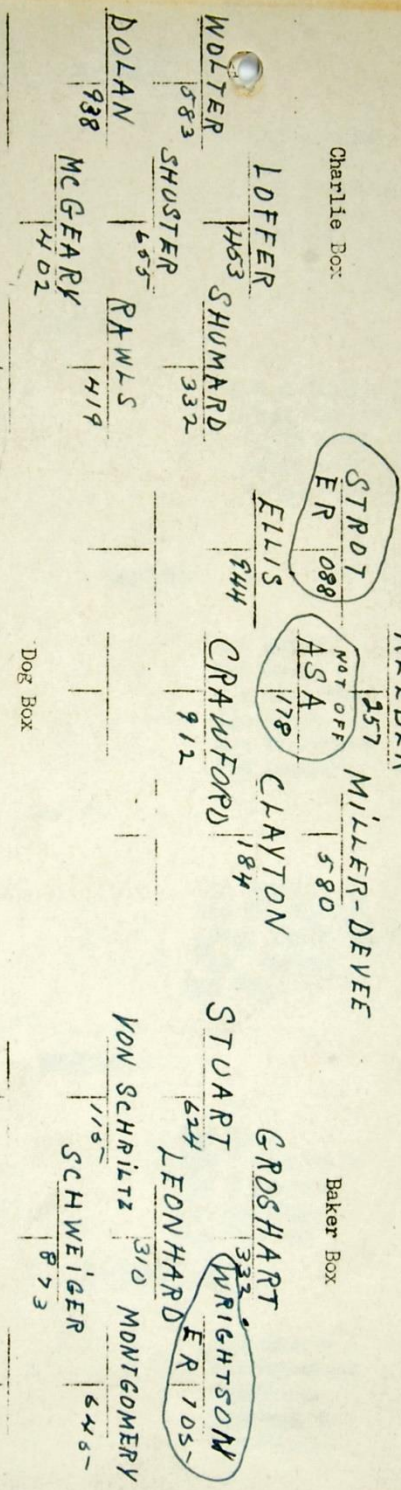 257
STROT MILLER-DEVEE
NOT OFF
Charlie Box Baker Box
ER 088 580
ASA
178
LOFFER ELLIS CLAYTON GROSHART
453 944 184 333
WOLTER SHUMARD CRAWFORD STUART WRIGHTSON
583 332 912 624 ER 705
SHUSTER LEONHARD
655 310
DOLAN RAWLS VON SCHRILTZ MONTGOMERY
938 419 115 645
MCGEARY SCHWEIGER
402 873
Dog Box